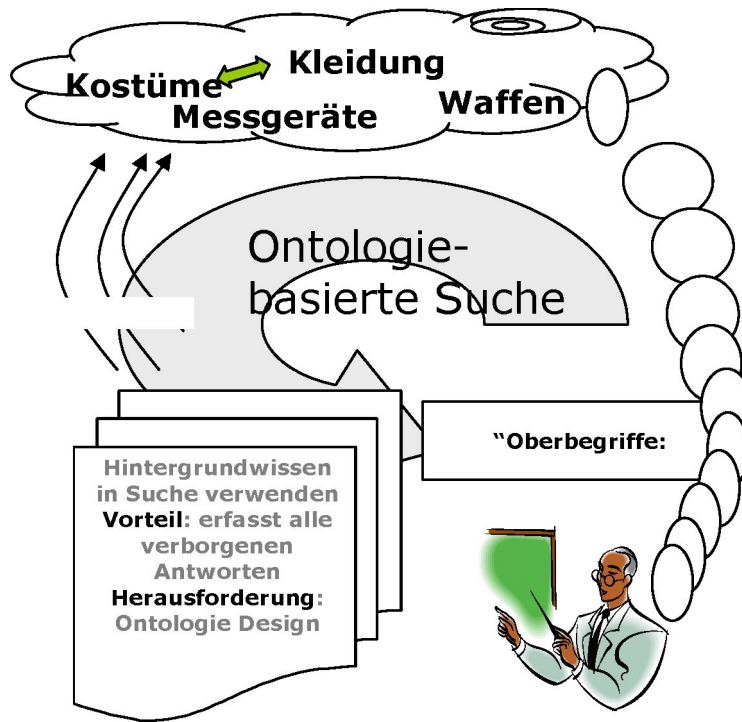 Kostüme
Kleidung
Messgeräte
Waffen
Ontologie-
basierte Suche
"Oberbegriffe:
Hintergrundwissen
in Suche verwenden
Vorteil: erfasst alle
verborgenen
Antworten
Herausforderung:
Ontologie Design